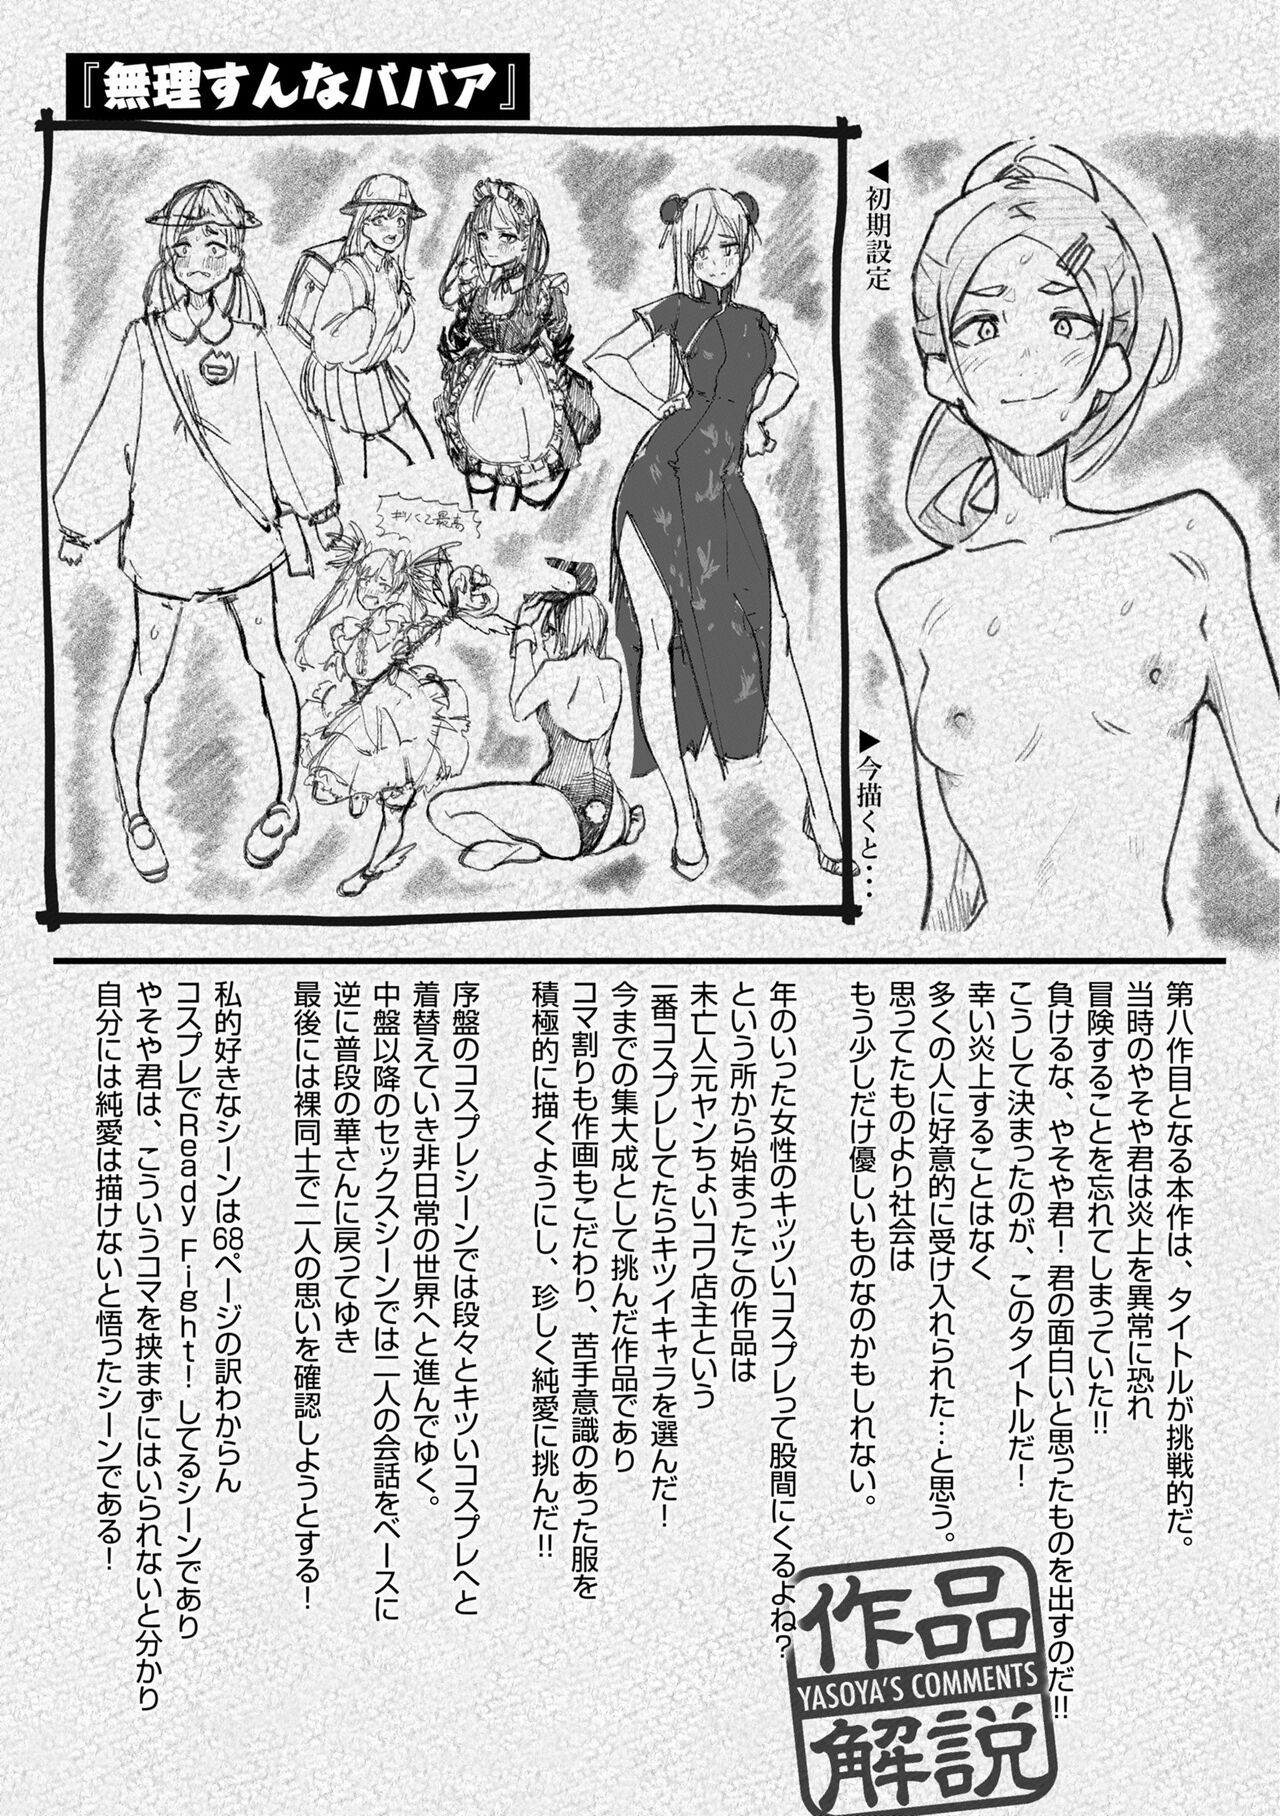 『無理すんなババア』
◀初期設定
▶今描くと・・・
キバくて最高
第八作目となる本作は、タイトルが挑戦的だ。
当時のやそや君は炎上を異常に恐れ
冒険することを忘れてしまっていた!!
負けるな、やそや君！君の面白いと思ったものを出すのだ!!
こうして決まったのが、このタイトルだ！
幸い炎上することはなく
多くの人に好意的に受け入れられた…と思う。
思ってたものより社会は
もう少しだけ優しいものなのかもしれない。
年のいった女性のキッツいコスプレって股間にくるよね?
という所から始まったこの作品は
未亡人元ヤンちょいコワ店主という
一番コスプレしてたらキツイキャラを選んだ！
今までの集大成として挑んだ作品であり
コマ割りも作画もこだわり、苦手意識のあった服を
積極的に描くようにし、珍しく純愛に挑んだ!!
序盤のコスプレシーンでは段々とキツいコスプレへと
着替えていき非日常の世界へと進んでゆく。
中盤以降のセックスシーンでは二人の会話をベースに
逆に普段の華さんに戻ってゆき
最後には裸同士で二人の思いを確認しようとする！
私的好きなシーンは68ページの訳わからん
コスプレでReady Fight！してるシーンであり
やそや君は、こういうコマを挟まずにはいられないと分かり
自分には純愛は描けないと悟ったシーンである！
作品
YASOYA'S COMMENTS
解説